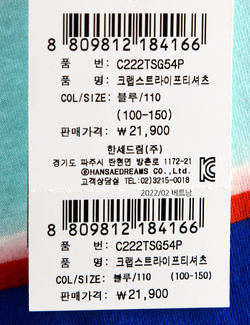 8 809812 184166
품 번: C222TSG54P
품 명: 크랩스트라이프티셔츠
COL/SIZE: 블루/110
(100-150)
판매가격: ₩21,900
한세드림(주)
경기도 파주시 탄현면 방촌로 1172-21
ⓗHANSAEDREAMS CO.,Ltd.
고객상담실 TEL:02)3215-0018
2022/02 베트남
8 809812 184166
품 번: C222TSG54P
품 명: 크랩스트라이프티셔츠
COL/SIZE: 블루/110 (100-150)
판매가격: ₩21,900